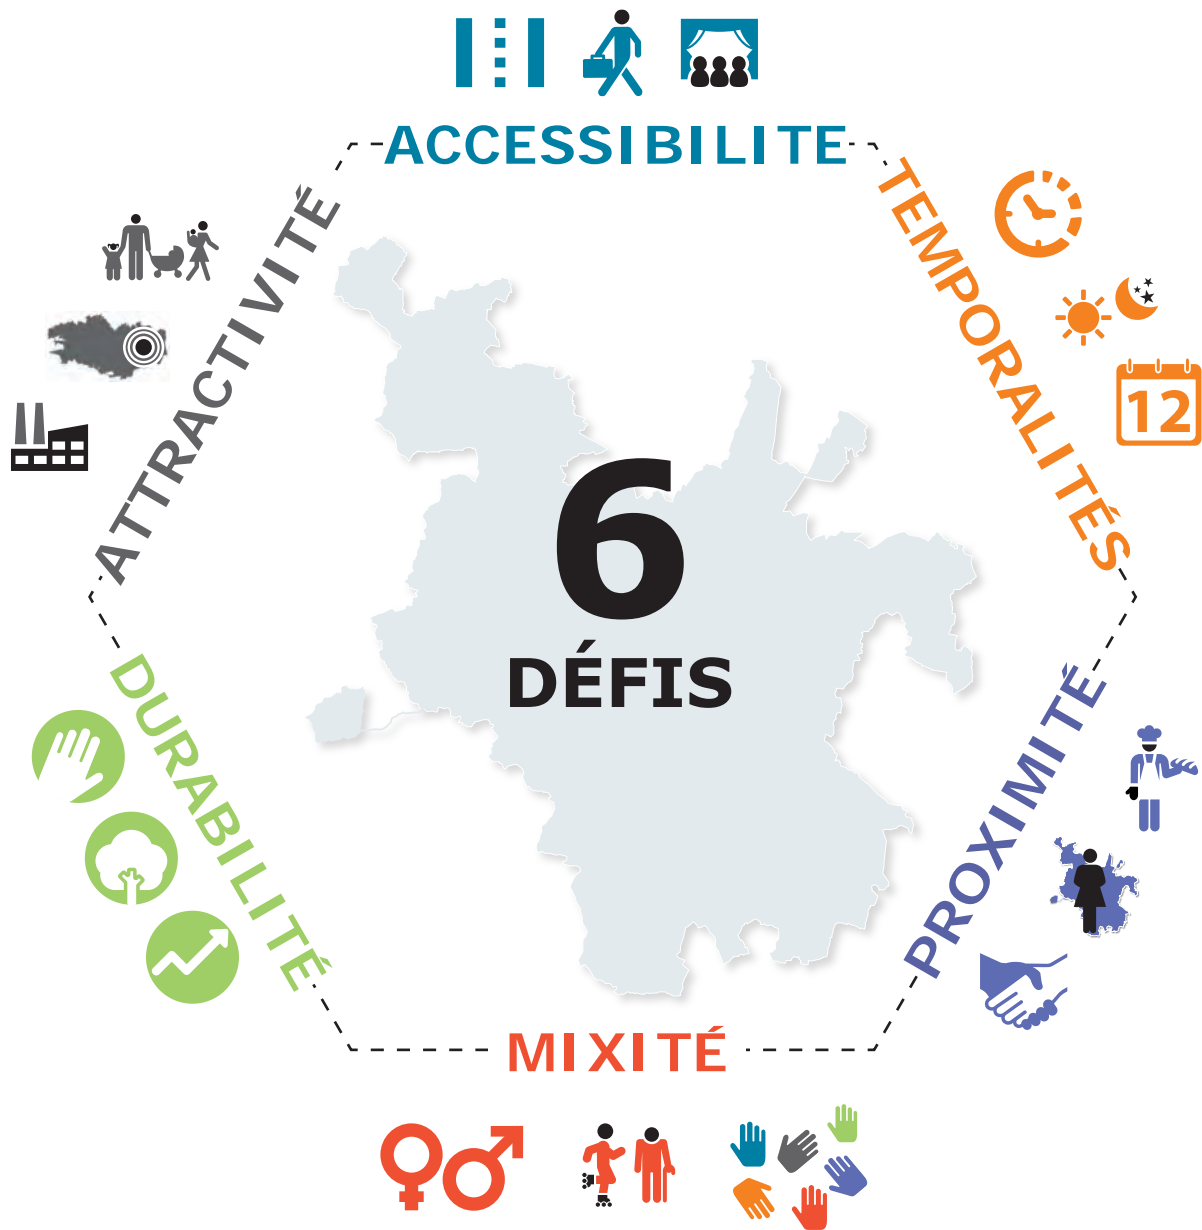 ACCESSIBILITE
TEMPORALITÉS
12
ATTRACTIVITÉ
6
DÉFIS
DURABILITÉ
PROXIMITÉ
MIXITÉ